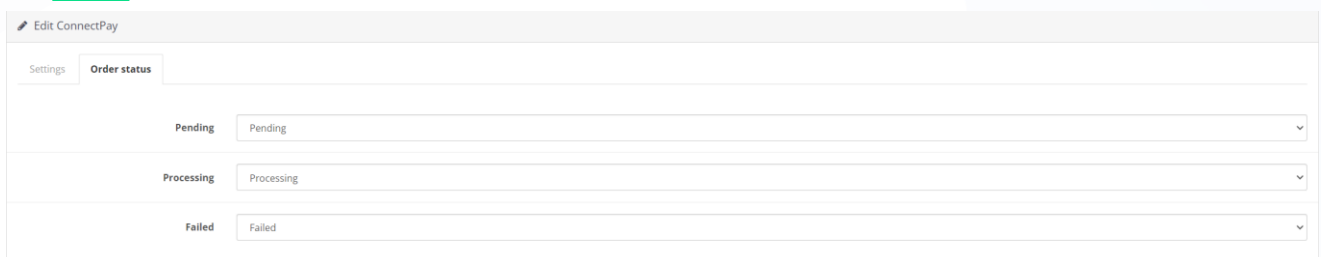 Edit ConnectPay
Settings Order status
Pending Pending
Processing Processing
Failed Failed